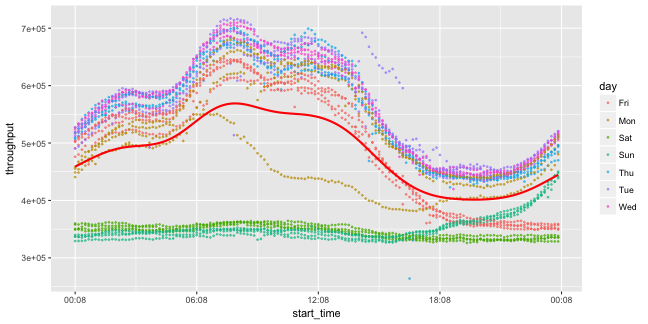 7e+05
6e+05
5e+05
4e+05
3e+05
throughput
00:08
06:08
12:08
18:08
00:08
start_time
day
Fri
Mon
Sat
Sun
Thu
Tue
Wed